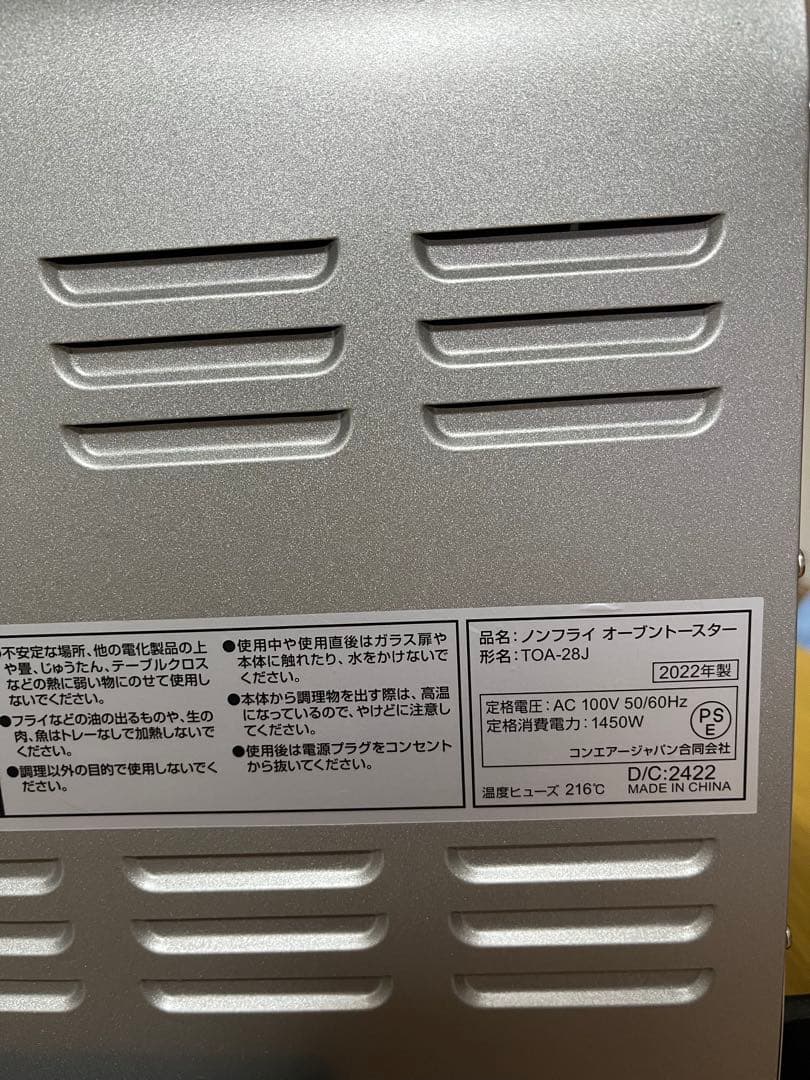 不安定な場所、他の電化製品の上
や畳、じゅうたん、テーブルクロス
などの熱に弱い物にのせて使用し
ないでください。
●フライなどの油の出るものや、生の
肉、魚はトレーなしで加熱しないで
ください。
●調理以外の目的で使用しないでく
ださい。
●使用中や使用直後はガラス扉や
本体に触れたり、水をかけないで
ください。
●本体から調理物を出す際は、高温
になっているので、やけどに注意し
てください。
●使用後は電源プラグをコンセント
から抜いてください。
品名：ノンフライ オーブントースター
形名：TOA-28J
2022年製
定格電圧：AC 100V 50/60Hz
定格消費電力：1450W
PS
E
コンエアージャパン合同会社
D/C:2422
温度ヒューズ 216℃
MADE IN CHINA